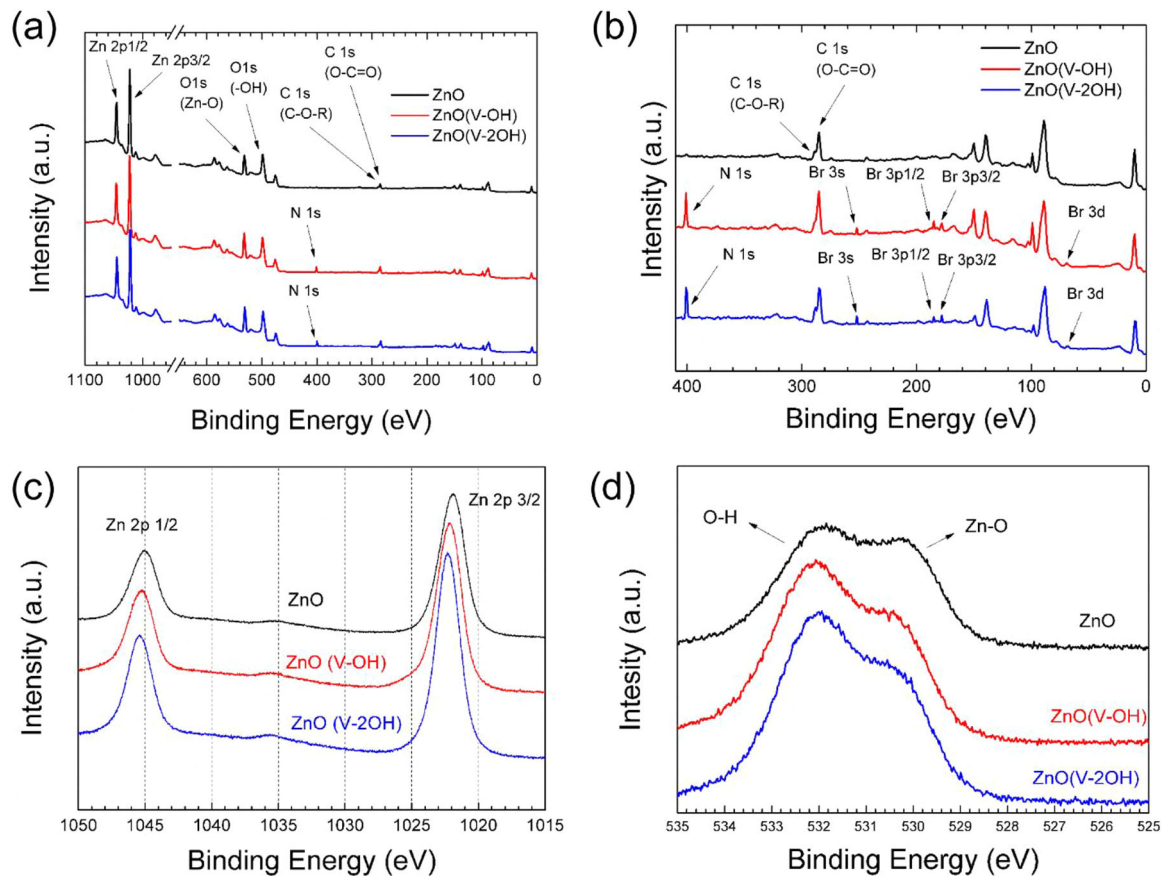 (a)
Zn 2p1/2
Zn 2p3/2
O1s
(Zn-O)
O1s
(-OH)
C 1s
(C-O-R)
C 1s
(O-C=O)
ZnO
ZnO(V-OH)
ZnO(V-2OH)
N 1s
N 1s
Intensity (a.u.)
1100 1000 600 500 400 300 200 100 0
Binding Energy (eV)
(b)
C 1s
(C-O-R)
C 1s
(O-C=O)
ZnO
ZnO(V-OH)
ZnO(V-2OH)
N 1s
Br 3s
Br 3p1/2
Br 3p3/2
Br 3d
N 1s
Br 3s
Br 3p1/2
Br 3p3/2
Br 3d
Intensity (a.u.)
400 300 200 100 0
Binding Energy (eV)
(c)
Zn 2p 1/2
Zn 2p 3/2
ZnO
ZnO (V-OH)
ZnO (V-2OH)
Intensity (a.u.)
1050 1045 1040 1035 1030 1025 1020 1015
Binding Energy (eV)
(d)
O-H
Zn-O
ZnO
ZnO(V-OH)
ZnO(V-2OH)
Intesity (a.u.)
535 534 533 532 531 530 529 528 527 526 525
Binding Energy (eV)